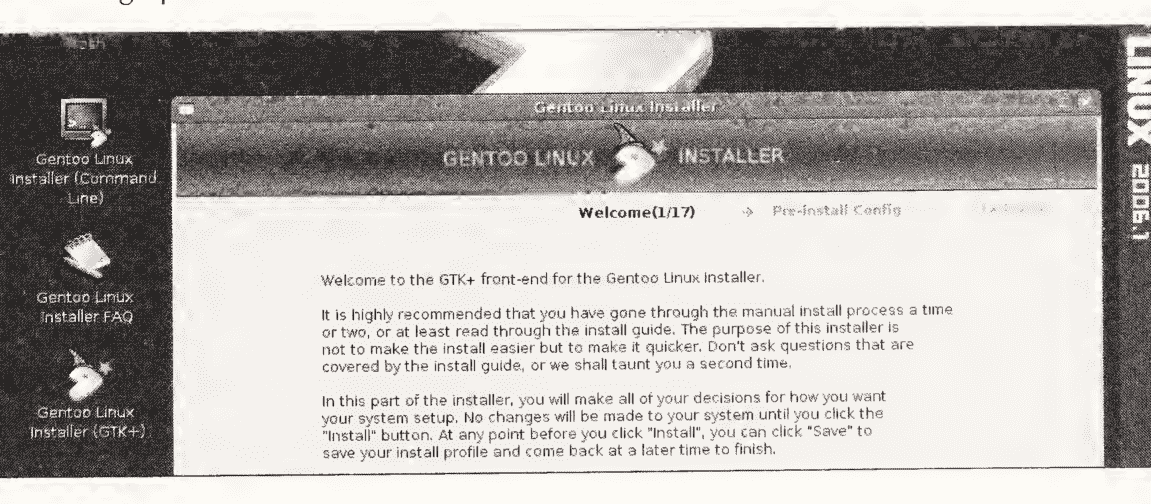 Gentoo Linux
Installer (Command
Line)
Gentoo Linux
Installer FAQ
Gentoo Linux
Installer (GTK+)
Gentoo Linux Installer
GENTOO LINUX INSTALLER
Welcome(1/17) → Pre-install Config
Welcome to the GTK+ front-end for the Gentoo Linux Installer.
It is highly recommended that you have gone through the manual install process a time
or two, or at least read through the install guide. The purpose of this installer is
not to make the install easier but to make it quicker. Don't ask questions that are
covered by the install guide, or we shall taunt you a second time.
In this part of the installer, you will make all of your decisions for how you want
your system setup. No changes will be made to your system until you click the
"Install" button. At any point before you click "Install", you can click "Save" to
save your install profile and come back at a later time to finish.
LINUX 2006.1